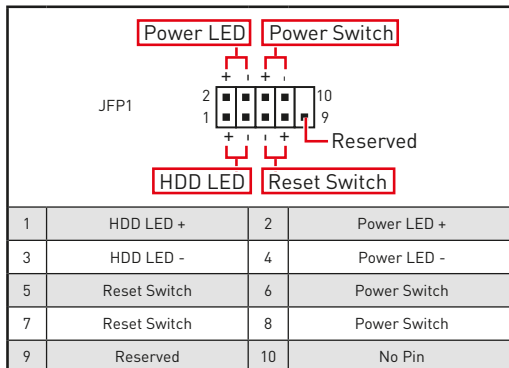 Power LED Power Switch
+ - + -
JFP1
2 10
1 9
+ - - +
Reserved
HDD LED Reset Switch
1 HDD LED + 2 Power LED +
3 HDD LED - 4 Power LED -
5 Reset Switch 6 Power Switch
7 Reset Switch 8 Power Switch
9 Reserved 10 No Pin